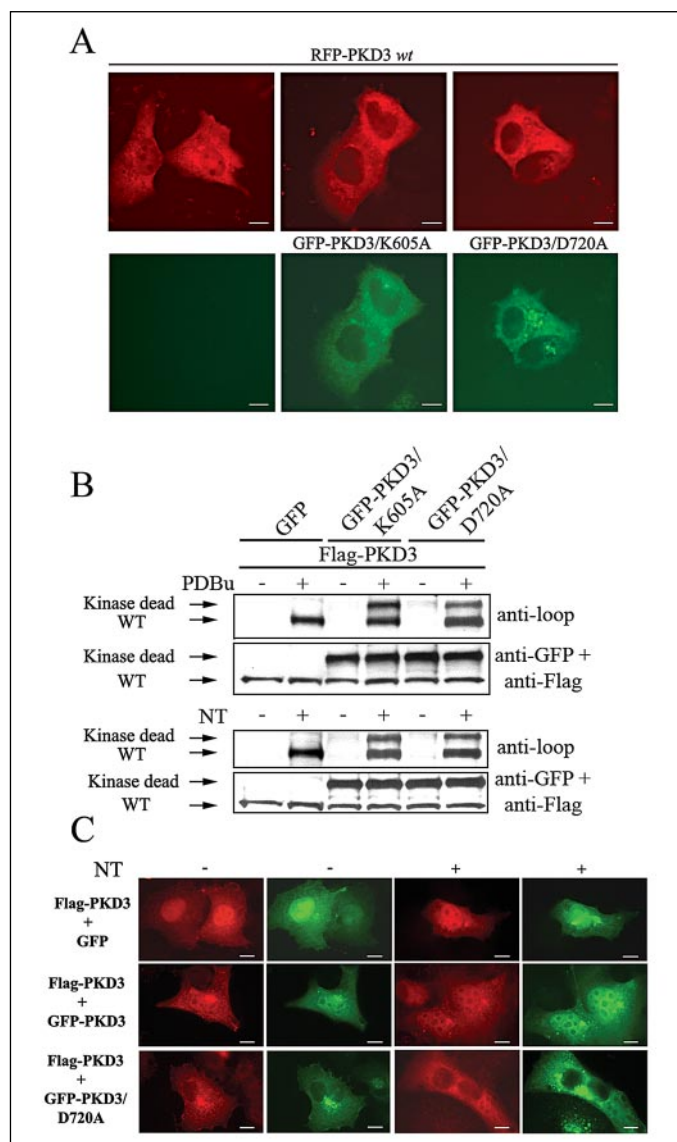 A
RFP-PKD3 wt
GFP-PKD3/K605A GFP-PKD3/D720A
B
GFP
GFP-PKD3/
K605A
GFP-PKD3/
D720A
Flag-PKD3
PDBu - + - + - +
Kinase dead
WT
anti-loop
Kinase dead
WT
anti-GFP +
anti-Flag
NT - + - + - +
Kinase dead
WT
anti-loop
Kinase dead
WT
anti-GFP +
anti-Flag
C
NT - - + +
Flag-PKD3
+
GFP
Flag-PKD3
+
GFP-PKD3
Flag-PKD3
+
GFP-PKD3/
D720A